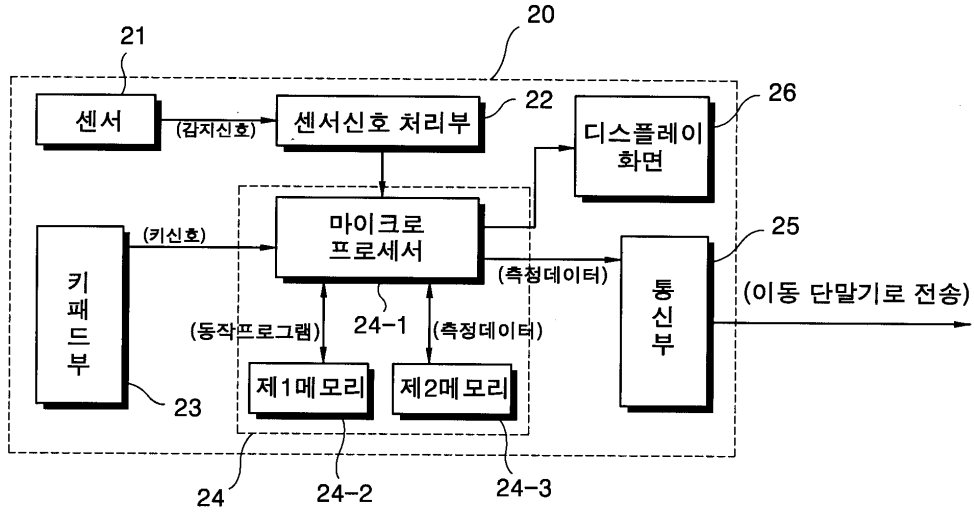 20
21
센서
(감지신호)
센서신호 처리부
22
디스플레이
화면
26
마이크로
프로세서
(키신호)
키
패
드
부
23
(측정데이터)
통
신
부
25
(이동 단말기로 전송)
24-1
(동작프로그램)
(측정데이터)
제1메모리
제2메모리
24
24-2
24-3